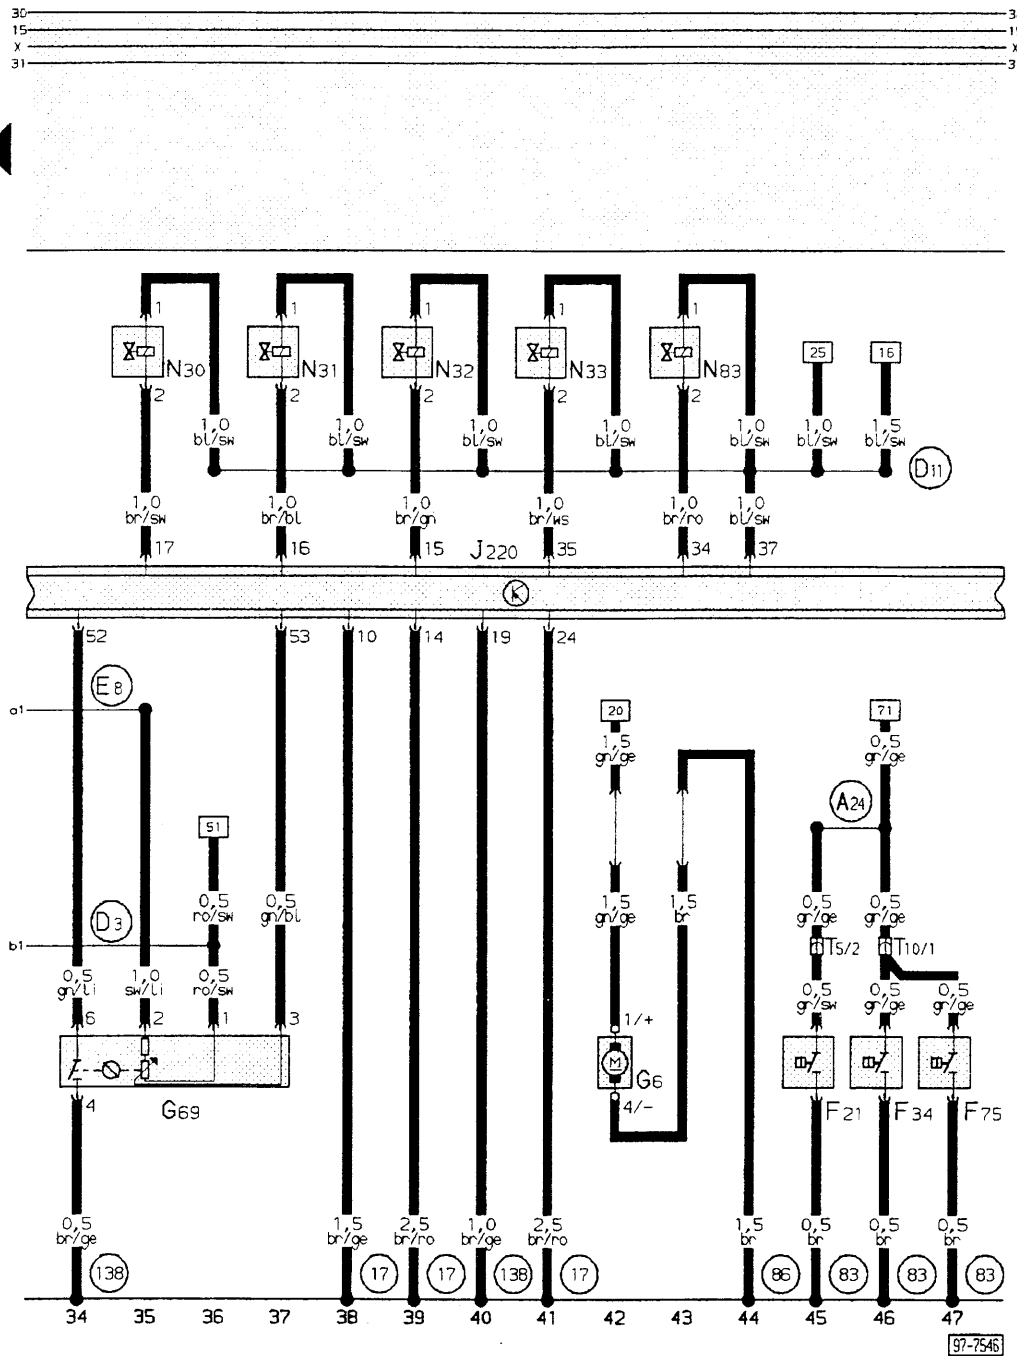 30 3
15 1
X X
31 3
1 1 1 1 1
N30 N31 N32 N33 N83 25 16
2 2 2 2 2
1,0 1,0 1,0 1,0 1,0 1,0 1,5
bl/sw bl/sw bl/sw bl/sw bl/sw bl/sw bl/sw
D11
1,0 1,0 1,0 1,0 1,0 1,0
br/sw br/bl br/gn br/ws br/ro bl/sw
17 16 15 J220 35 34 37
K
52 53 10 14 19 24
E8
a1
20 71
1,5 0,5
gr/ge gr/ge
A24
51
0,5 0,5 1,5 1,5 0,5 0,5
ro/sw gn/bl gr/ge br gr/ge gr/ge
D3
b1
T5/2 T10/1
0,5 1,0 0,5 0,5 0,5 0,5
gn/li sw/li ro/sw gr/sw gr/ge gr/ge
6 2 1 3 1/+
M
G6
4 G69 4/- F21 F34 F75
0,5 1,5 2,5 1,0 2,5 1,5 0,5 0,5 0,5
br/ge br/ge br/ro br/ge br/ro br br br br
138 17 17 138 17 86 83 83 83
34 35 36 37 38 39 40 41 42 43 44 45 46 47
97-7546